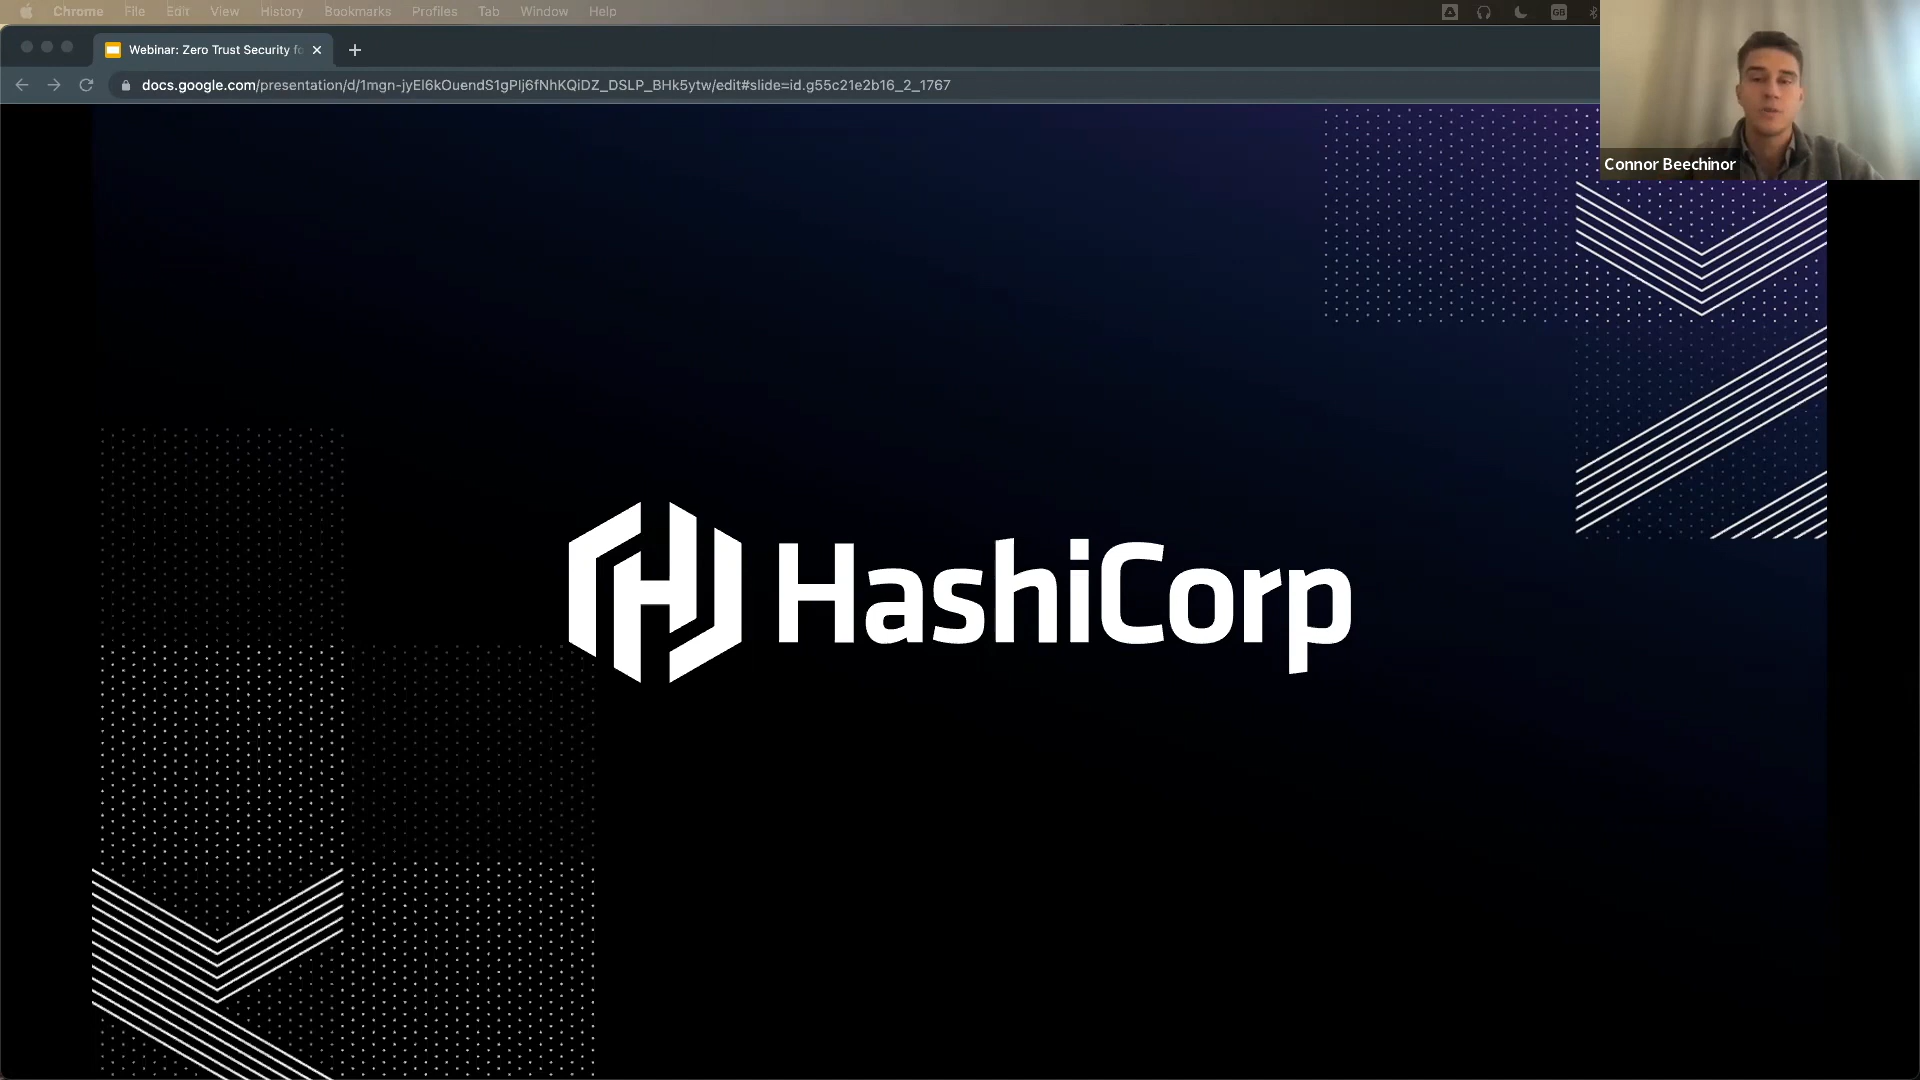 Chrome File Edit View History Bookmarks Profiles Tab Window Help
GB
Webinar: Zero Trust Security fo
docs.google.com/presentation/d/1mgn-jyEl6kOuendS1gPlj6fNhKQiDZ_DSLP_BHk5ytw/edit#slide=id.g55c21e2b16_2_1767
Connor Beechinor
HashiCorp